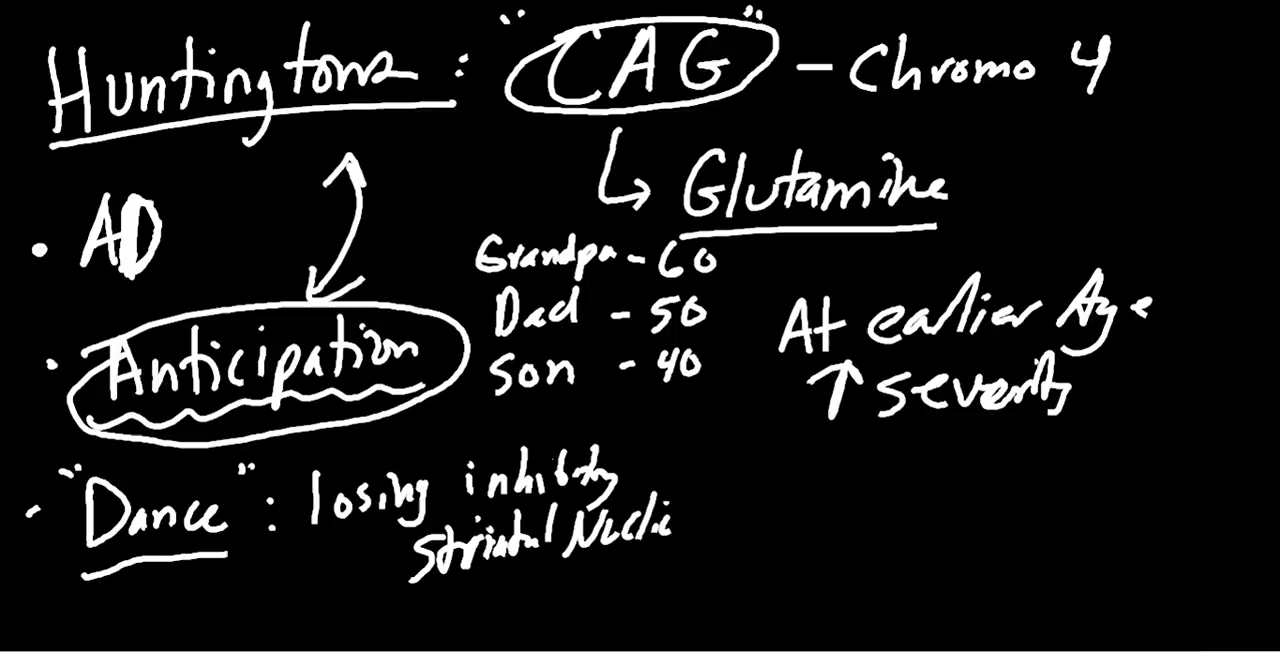 Huntingtons : "CAG" - Chromo 4
↳ Glutamine
• AD
Grandpa - 60
Dad - 50
Son - 40
At earlier Age
↑ severity
• Anticipation
• "Dance" : losing inhibitory
striatal Nuclei